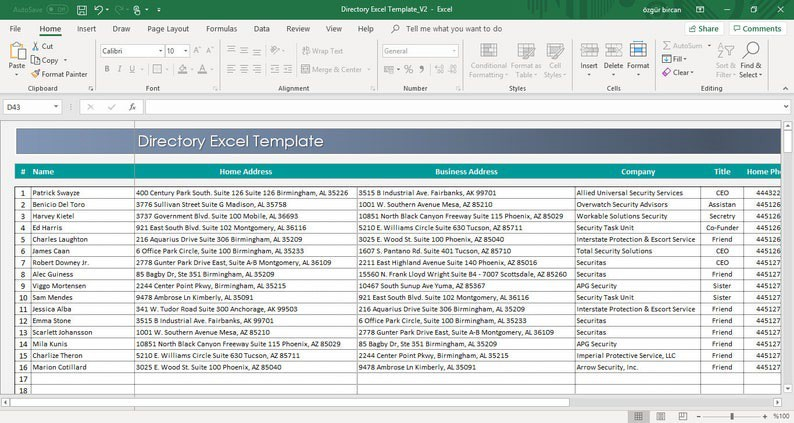 AutoSave Off Directory Excel Template_V2 - Excel özgür bircan
File Home Insert Draw Page Layout Formulas Data Review View Help Tell me what you want to do Share Comments
Paste Cut Copy Format Painter Clipboard
Calibri 10 B I U Font
Wrap Text Merge & Center Alignment
General % Number
Conditional Formatting Format as Table Cell Styles Styles
Insert Delete Format Cells
AutoSum Fill Clear Sort & Filter Find & Select Editing
D43 fx
Directory Excel Template
# Name Home Address Business Address Company Title Home Pho
1 Patrick Swayze 400 Century Park South. Suite 126 Suite 126 Birmingham, AL 35226 3515 B Industrial Ave. Fairbanks, AK 99701 Allied Universal Security Services CEO 444322
2 Benicio Del Toro 3776 Sullivan Street Suite G Madison, AL 35758 1001 W. Southern Avenue Mesa, AZ 85210 Overwatch Security Advisors Assistan 445126
3 Harvey Kietel 3737 Government Blvd. Suite 100 Mobile, AL 36693 10851 North Black Canyon Freeway Suite 115 Phoenix, AZ 85029 Workable Solutions Security Secretry 445126
4 Ed Harris 921 East South Blvd. Suite 102 Montgomery, AL 36116 5210 E. Williams Circle Suite 630 Tucson, AZ 85711 Security Task Unit Co-Funder 445126
5 Charles Laughton 216 Aquarius Drive Suite 306 Birmingham, AL 35209 3025 E. Wood St. Suite 100 Phoenix, AZ 85040 Interstate Protection & Escort Service Friend 445126
6 James Caan 6 Office Park Circle, Suite 100 Birmingham, AL 35233 1607 S. Pantano Rd. Suite 401 Tucson, AZ 85710 Total Security Solutions CEO 445126
7 Robert Downey Jr. 2778 Gunter Park Drive East, Suite A-B Montgomery, AL 36109 2601 East Highland Avenue Suite 140 Phoenix, AZ 85016 Securitas CEO 445127
8 Alec Guiness 85 Bagby Dr, Ste 351 Birmingham, AL 35209 15560 N. Frank Lloyd Wright Suite B4 - 7007 Scottsdale, AZ 85260 Securitas Friend 445127
9 Viggo Mortensen 2244 Center Point Pkwy, Birmingham, AL 35215 10467 South Sunup Ave Yuma, AZ 85367 APG Security Sister 445127
10 Sam Mendes 9478 Ambrose Ln Kimberly, AL 35091 921 East South Blvd. Suite 102 Montgomery, AL 36116 Security Task Unit Sister 445127
11 Jessica Alba 341 W. Tudor Road Suite 300 Anchorage, AK 99503 216 Aquarius Drive Suite 306 Birmingham, AL 35209 Interstate Protection & Escort Service Friend 445127
12 Emma Stone 3515 B Industrial Ave. Fairbanks, AK 99701 6 Office Park Circle, Suite 100 Birmingham, AL 35233 Securitas Friend 445127
13 Scarlett Johansson 1001 W. Southern Avenue Mesa, AZ 85210 2778 Gunter Park Drive East, Suite A-B Montgomery, AL 36109 Securitas Friend 445127
14 Mila Kunis 10851 North Black Canyon Freeway Suite 115 Phoenix, AZ 85029 85 Bagby Dr, Ste 351 Birmingham, AL 35209 APG Security Friend 445127
15 Charlize Theron 5210 E. Williams Circle Suite 630 Tucson, AZ 85711 2244 Center Point Pkwy, Birmingham, AL 35215 Imperial Protective Service, LLC Friend 445127
16 Marion Cotillard 3025 E. Wood St. Suite 100 Phoenix, AZ 85040 9478 Ambrose Ln Kimberly, AL 35091 Arrow Security, Inc. Friend 445127
17
18
%100